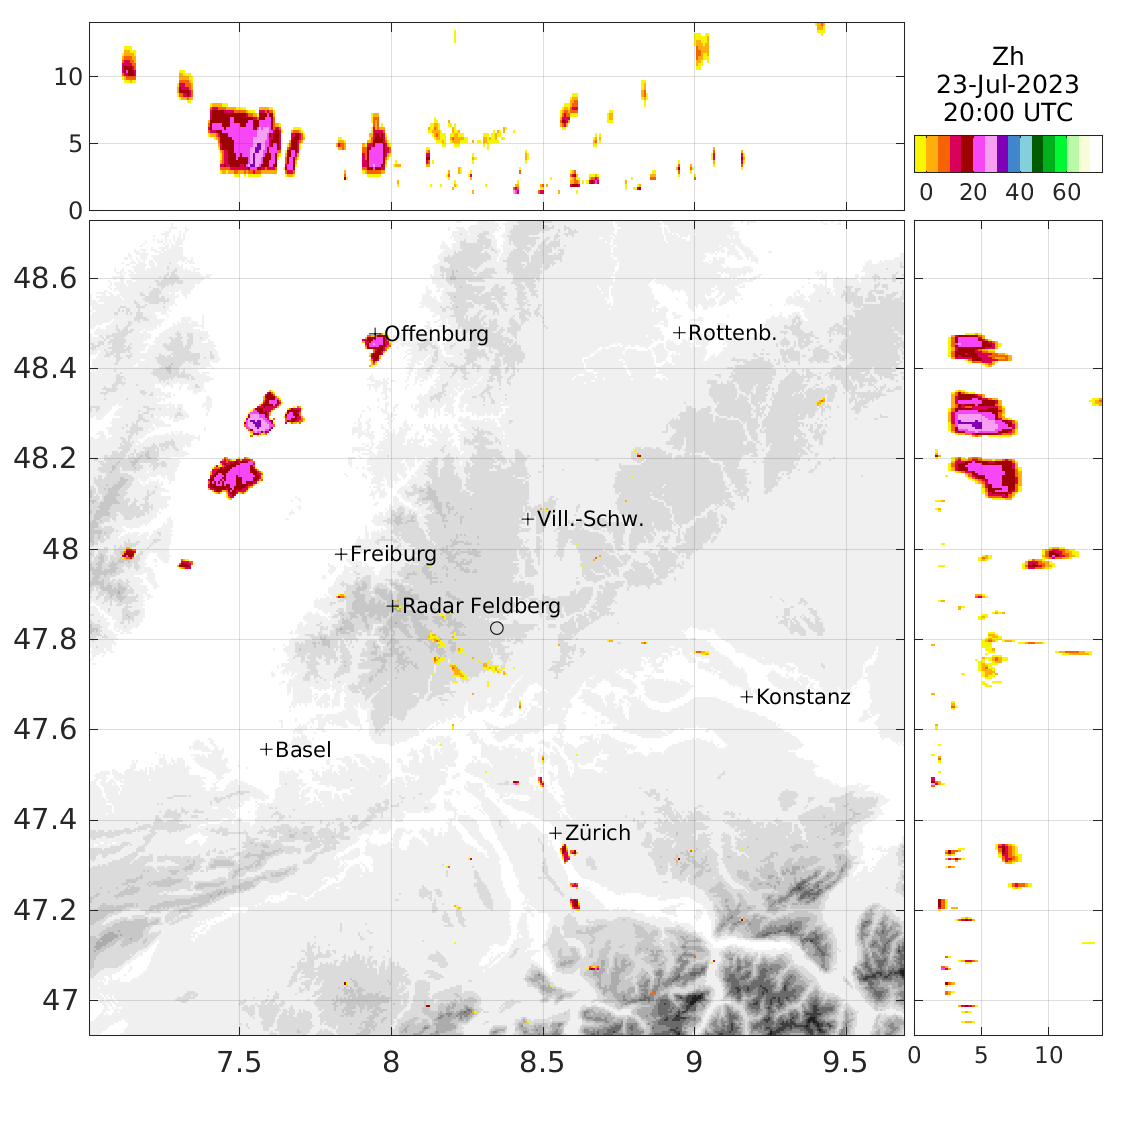 10
5
0
Zh
23-Jul-2023
20:00 UTC
0 20 40 60
48.6
48.4
48.2
48
47.8
47.6
47.4
47.2
47
Offenburg
Rottenb.
Vill.-Schw.
Freiburg
Radar Feldberg
Konstanz
Basel
Zürich
7.5 8 8.5 9 9.5
0 5 10